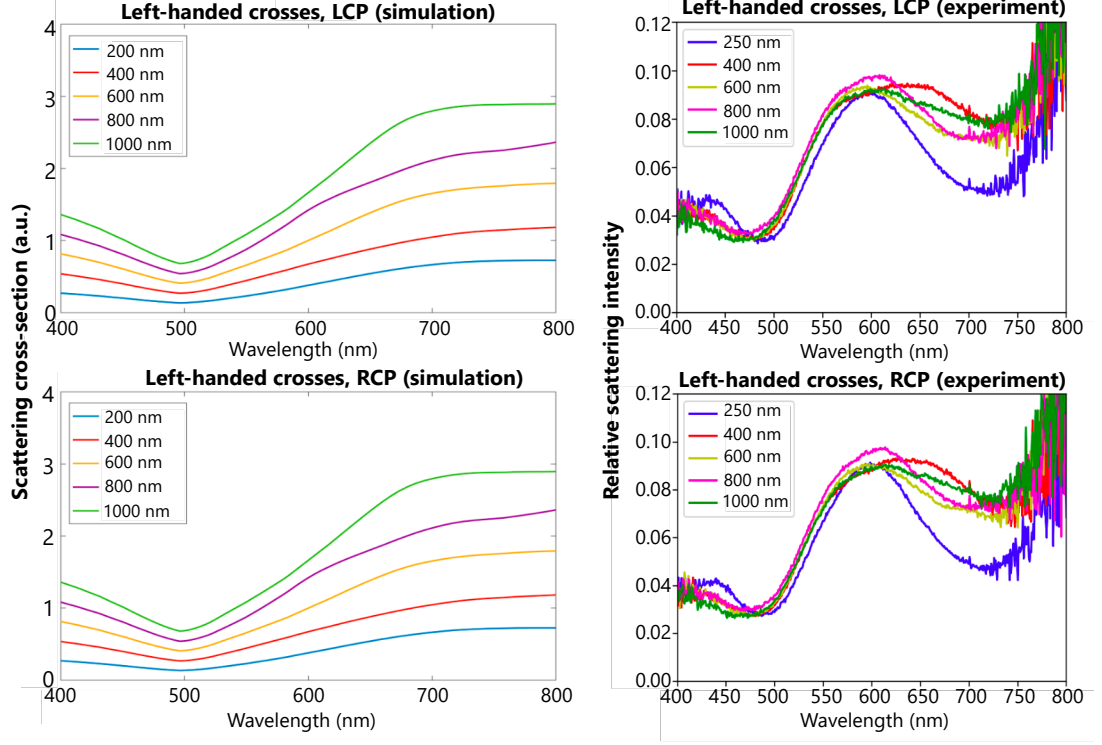 Left-handed crosses, LCP (simulation)
4
3
2
1
0
200 nm
400 nm
600 nm
800 nm
1000 nm
400 500 600 700 800
Wavelength (nm)
Scattering cross-section (a.u.)
Left-handed crosses, RCP (simulation)
4
3
2
1
0
200 nm
400 nm
600 nm
800 nm
1000 nm
400 500 600 700 800
Wavelength (nm)
Left-handed crosses, LCP (experiment)
0.12
0.10
0.08
0.06
0.04
0.02
0.00
250 nm
400 nm
600 nm
800 nm
1000 nm
400 450 500 550 600 650 700 750 800
Wavelength (nm)
Relative scattering intensity
Left-handed crosses, RCP (experiment)
0.12
0.10
0.08
0.06
0.04
0.02
0.00
250 nm
400 nm
600 nm
800 nm
1000 nm
400 450 500 550 600 650 700 750 800
Wavelength (nm)